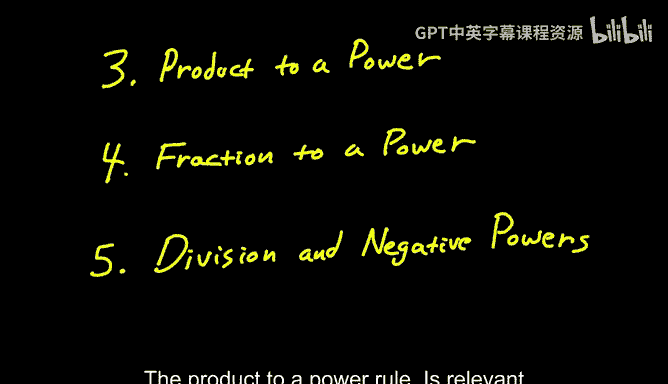 GPT中英字幕课程资源 bilibili
3. Product to a Power
4. Fraction to a Power
5. Division and Negative Powers
The product to a power rule. Is relevant